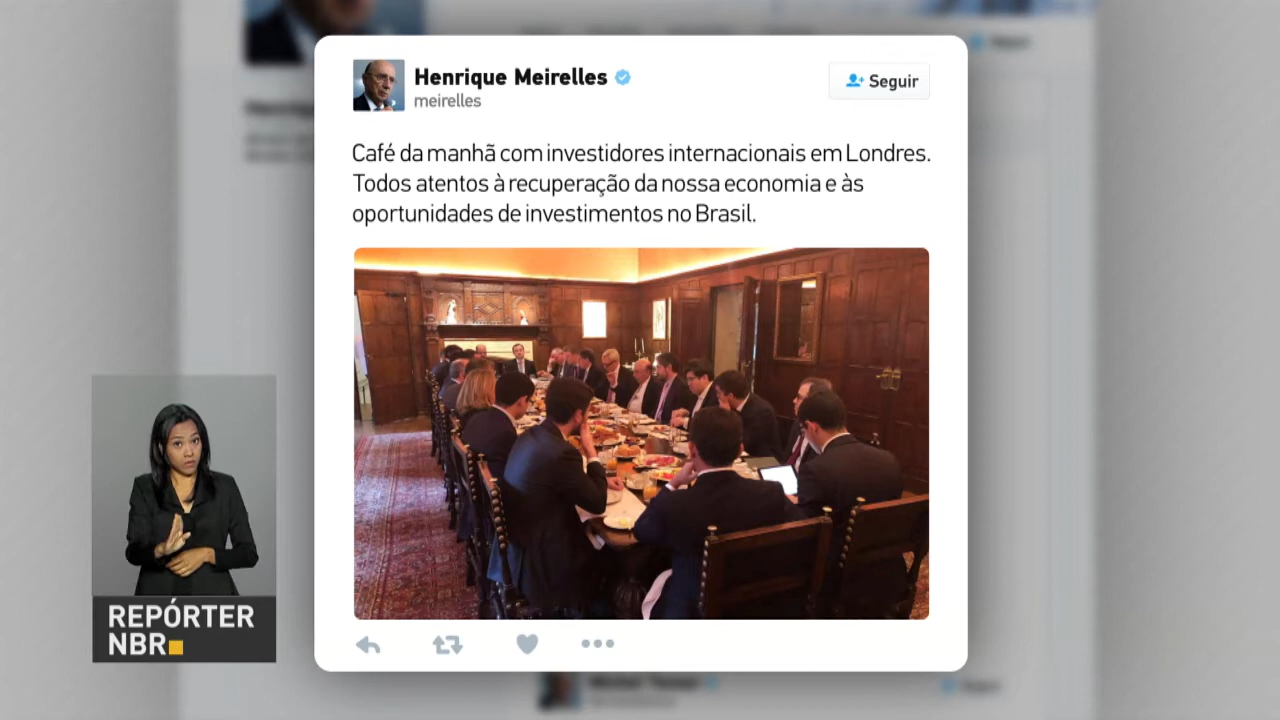 Henrique Meirelles
meirelles
Seguir
Café da manhã com investidores internacionais em Londres.
Todos atentos à recuperação da nossa economia e às
oportunidades de investimentos no Brasil.
REPÓRTER
NBR